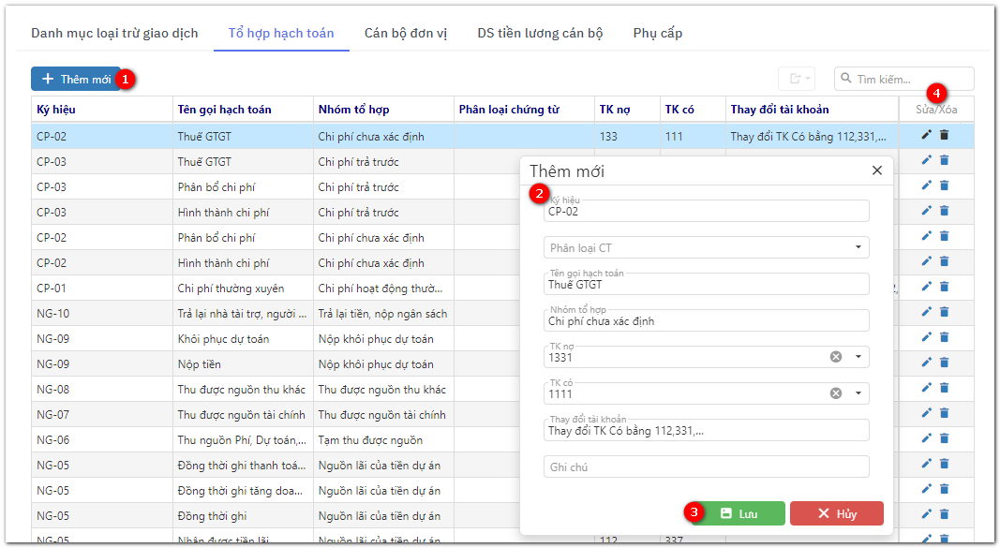 Danh mục loại trừ giao dịch Tổ hợp hạch toán Cán bộ đơn vị DS tiền lương cán bộ Phụ cấp
+ Thêm mới 1 Tìm kiếm...
4
Ký hiệu Tên gọi hạch toán Nhóm tổ hợp Phân loại chứng từ TK nợ TK có Thay đổi tài khoản Sửa/Xóa
CP-02 Thuế GTGT Chi phí chưa xác định 133 111 Thay đổi TK Có bằng 112,331,...
CP-03 Thuế GTGT Chi phí trả trước
CP-03 Phân bổ chi phí Chi phí trả trước
CP-03 Hình thành chi phí Chi phí trả trước
CP-02 Phân bổ chi phí Chi phí chưa xác định
CP-02 Hình thành chi phí Chi phí chưa xác định
CP-01 Chi phí thường xuyên Chi phí hoạt động thườ...
NG-10 Trả lại nhà tài trợ, người ... Trả lại tiền, nộp ngân sách
NG-09 Khôi phục dự toán Nộp khôi phục dự toán
NG-09 Nộp tiền Nộp khôi phục dự toán
NG-08 Thu được nguồn thu khác Thu được nguồn thu khác
NG-07 Thu được nguồn tài chính Thu được nguồn tài chính
NG-06 Thu nguồn Phí, Dự toán,... Tạm thu được nguồn
NG-05 Đồng thời ghi thanh toá... Nguồn lãi của tiền dự án
NG-05 Đồng thời ghi tăng doa... Nguồn lãi của tiền dự án
NG-05 Đồng thời ghi Nguồn lãi của tiền dự án
NG-05 Nhận được tiền lãi Nguồn lãi của tiền dự án 112 337
Thêm mới
2
Ký hiệu
CP-02
Phân loại CT
Tên gọi hạch toán
Thuế GTGT
Nhóm tổ hợp
Chi phí chưa xác định
TK nợ
1331
TK có
1111
Thay đổi tài khoản
Thay đổi TK Có bằng 112,331,...
Ghi chú
3 Lưu Hủy